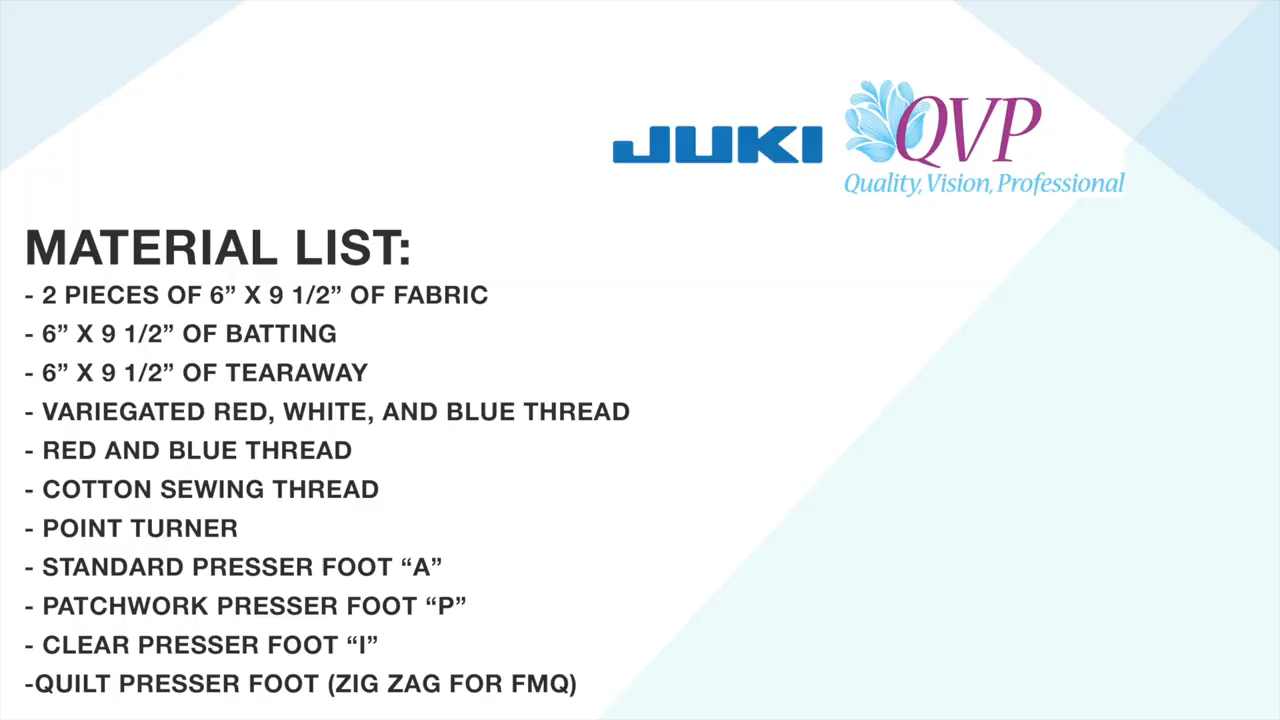 JUKI
QVP
Quality, Vision, Professional
MATERIAL LIST:
- 2 PIECES OF 6” X 9 1/2” OF FABRIC
- 6” X 9 1/2” OF BATTING
- 6” X 9 1/2” OF TEARAWAY
- VARIEGATED RED, WHITE, AND BLUE THREAD
- RED AND BLUE THREAD
- COTTON SEWING THREAD
- POINT TURNER
- STANDARD PRESSER FOOT “A”
- PATCHWORK PRESSER FOOT “P”
- CLEAR PRESSER FOOT “I”
-QUILT PRESSER FOOT (ZIG ZAG FOR FMQ)